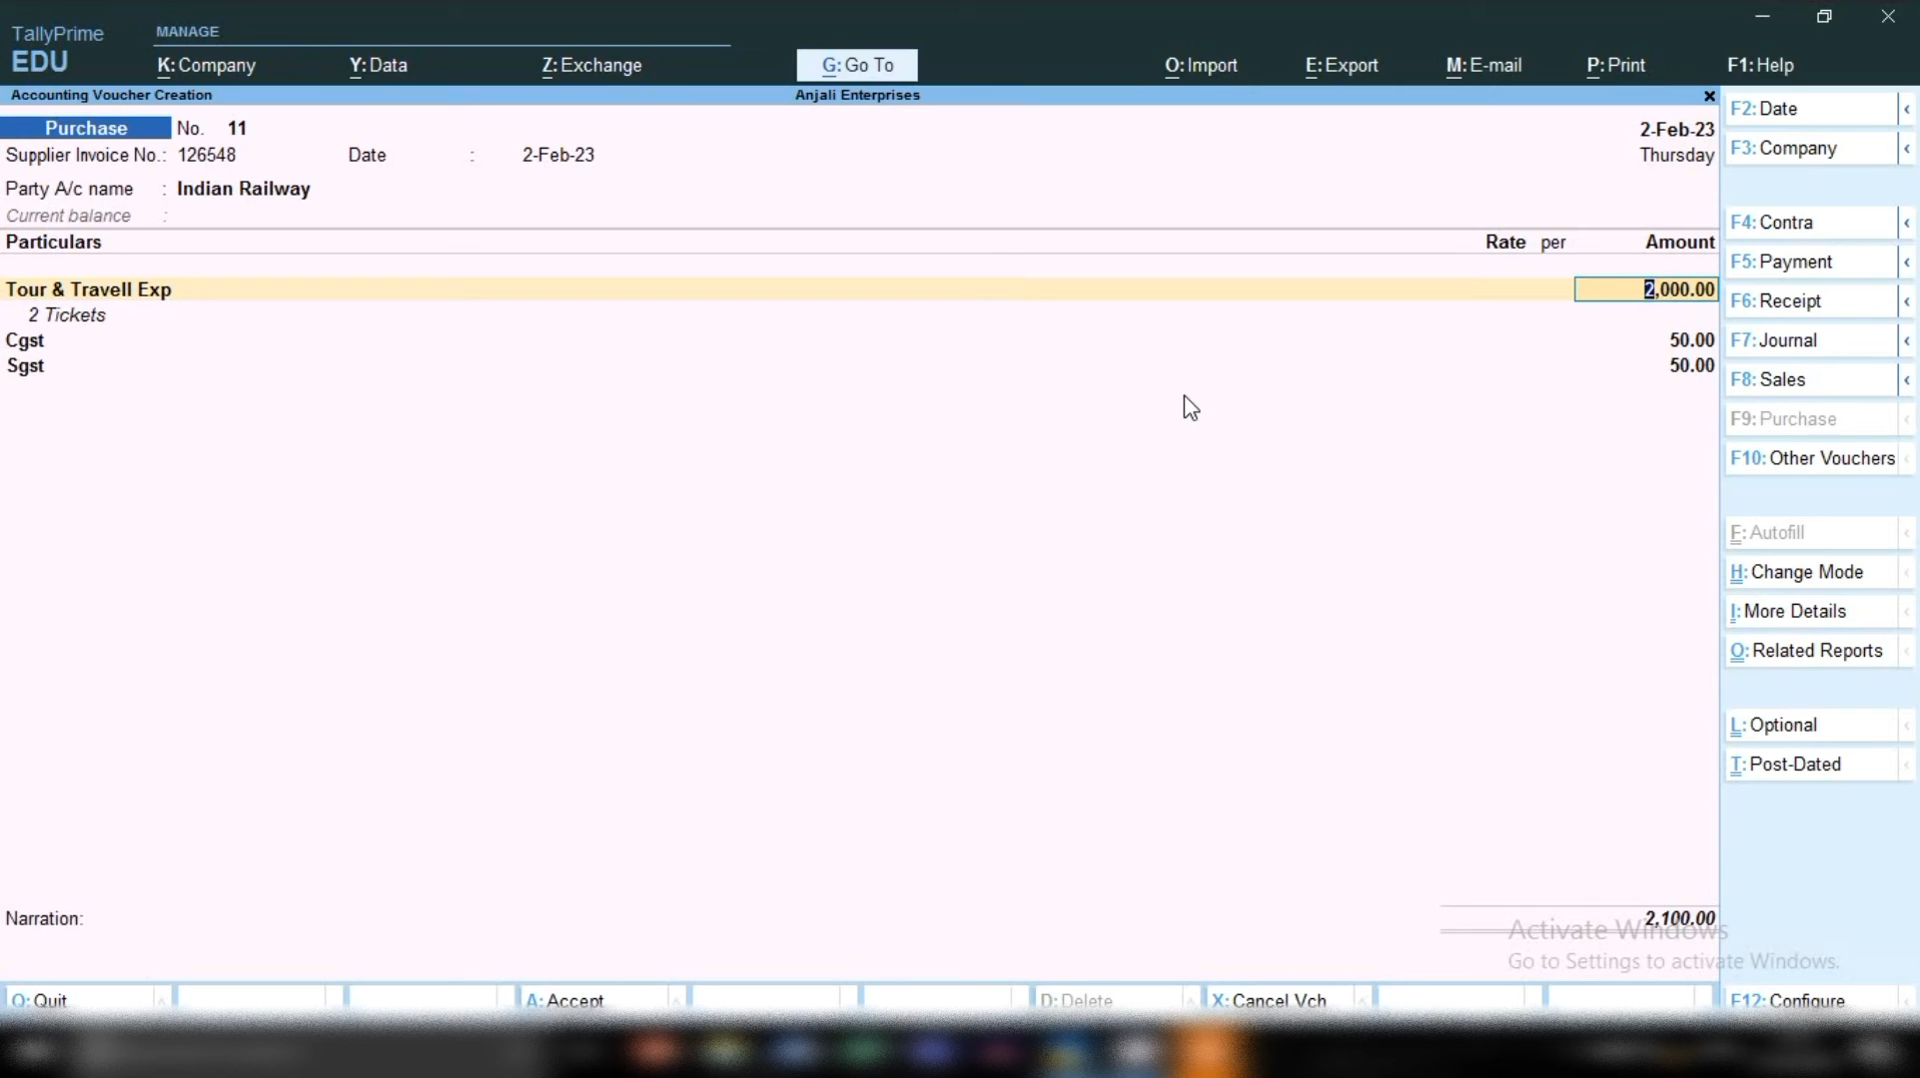 TallyPrime
EDU
MANAGE
K: Company
Y: Data
Z: Exchange
G: Go To
O: Import
E: Export
M: E-mail
P: Print
F1: Help
Accounting Voucher Creation
Anjali Enterprises
Purchase No. 11
2-Feb-23
Supplier Invoice No.: 126548 Date : 2-Feb-23
Thursday
Party A/c name : Indian Railway
Current balance :
Particulars Rate per Amount
Tour & Travell Exp 2,000.00
2 Tickets
Cgst 50.00
Sgst 50.00
Narration: 2,100.00
F2: Date
F3: Company
F4: Contra
F5: Payment
F6: Receipt
F7: Journal
F8: Sales
F9: Purchase
F10: Other Vouchers
F: Autofill
H: Change Mode
I: More Details
O: Related Reports
L: Optional
T: Post-Dated
Activate Windows
Go to Settings to activate Windows.
Q: Quit
A: Accept
D: Delete
X: Cancel Vch
F12: Configure